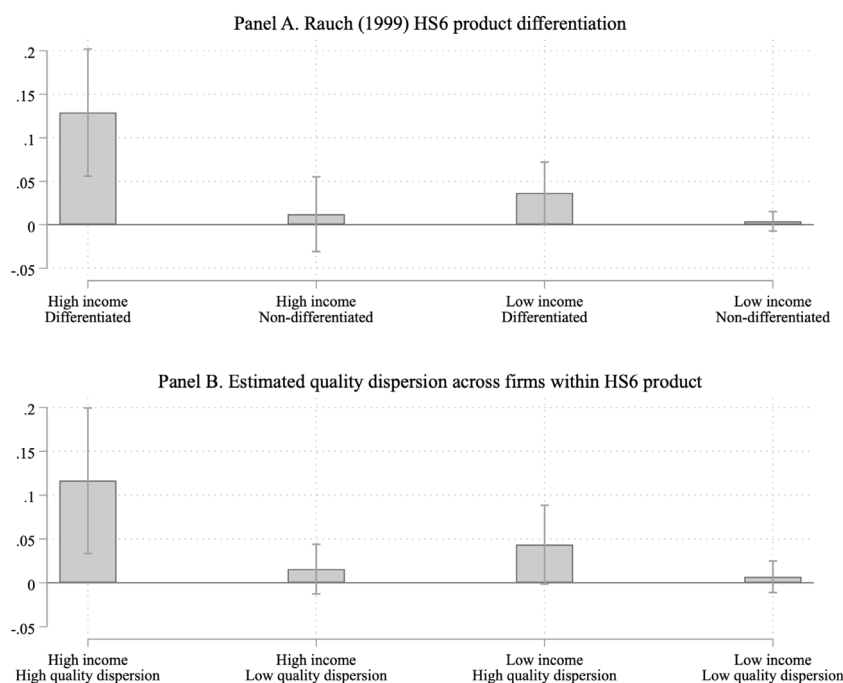 Panel A. Rauch (1999) HS6 product differentiation
.2
.15
.1
.05
0
-.05
High income
Differentiated
High income
Non-differentiated
Low income
Differentiated
Low income
Non-differentiated
Panel B. Estimated quality dispersion across firms within HS6 product
.2
.15
.1
.05
0
-.05
High income
High quality dispersion
High income
Low quality dispersion
Low income
High quality dispersion
Low income
Low quality dispersion